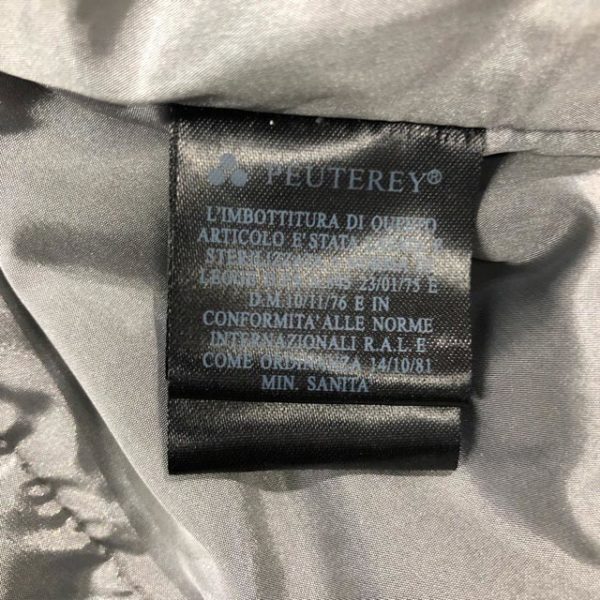 PEUTEREY®
L'IMBOTTITURA DI QUESTO
ARTICOLO E'STATA
23/01/75 E
D.M.10/11/76 E IN
CONFORMITA'ALLE NORME
INTERNAZIONALI R.A.L E
COME ORDINANZA 14/10/81
MIN. SANITA'